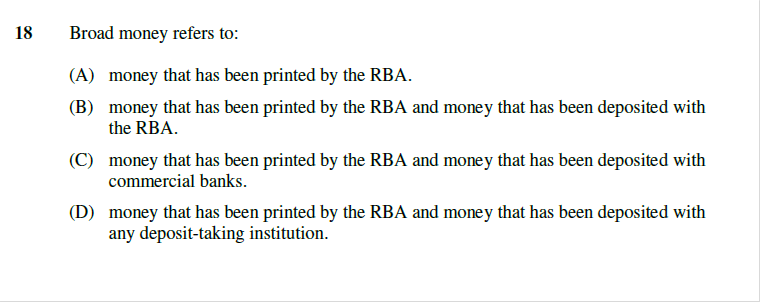 18 Broad money refers to:
(A) money that has been printed by the RBA.
(B) money that has been printed by the RBA and money that has been deposited with
the RBA.
(C) money that has been printed by the RBA and money that has been deposited with
commercial banks.
(D) money that has been printed by the RBA and money that has been deposited with
any deposit-taking institution.